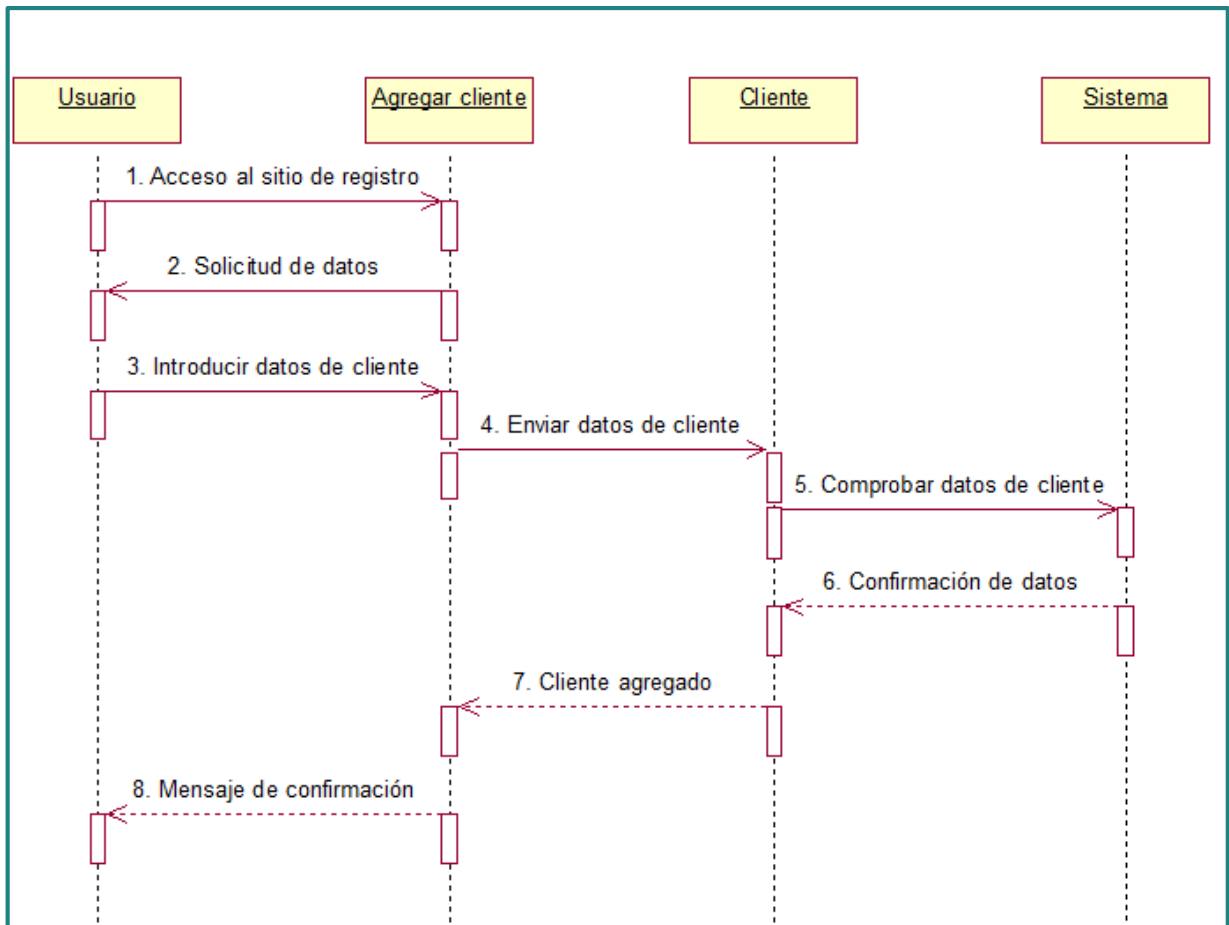 Usuario
Agregar cliente
Cliente
Sistema
1. Acceso al sitio de registro
2. Solicitud de datos
3. Introducir datos de cliente
4. Enviar datos de cliente
5. Comprobar datos de cliente
6. Confirmación de datos
7. Cliente agregado
8. Mensaje de confirmación